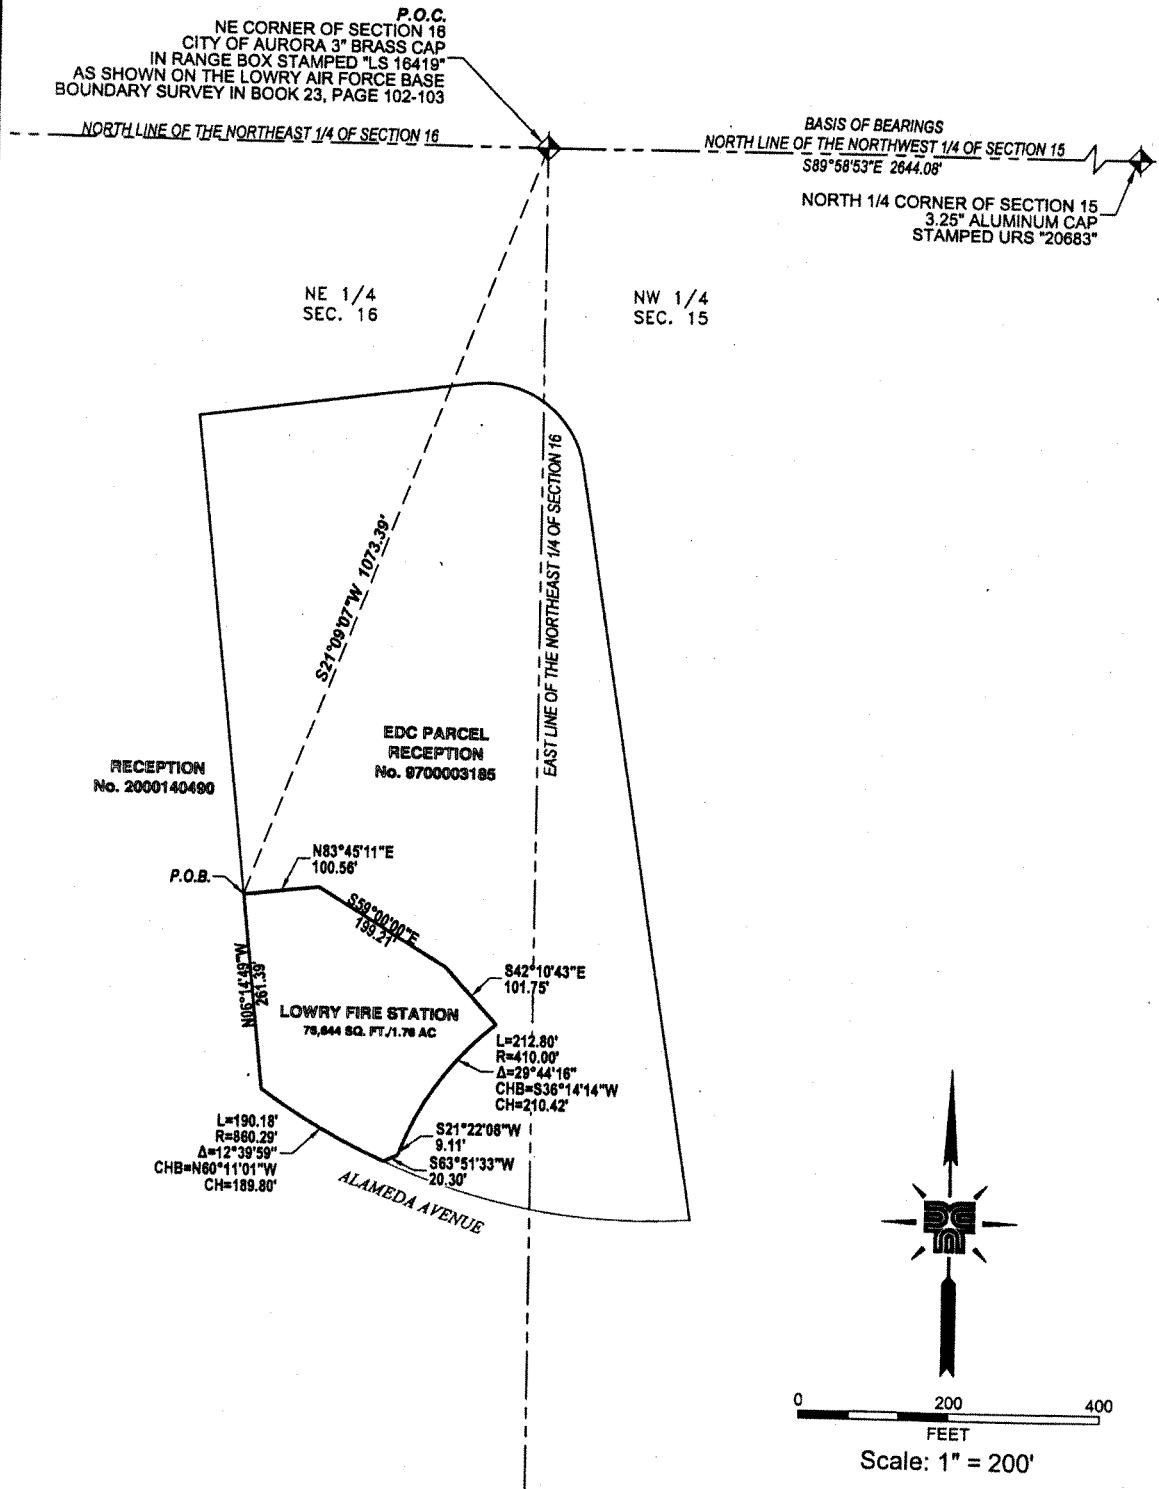 P.O.C.
NE CORNER OF SECTION 16
CITY OF AURORA 3" BRASS CAP
IN RANGE BOX STAMPED "LS 16419"
AS SHOWN ON THE LOWRY AIR FORCE BASE
BOUNDARY SURVEY IN BOOK 23, PAGE 102-103
NORTH LINE OF THE NORTHEAST 1/4 OF SECTION 16
BASIS OF BEARINGS
NORTH LINE OF THE NORTHWEST 1/4 OF SECTION 15
S89°58'53"E 2644.08'
NORTH 1/4 CORNER OF SECTION 15
3.25" ALUMINUM CAP
STAMPED URS "20683"
NE 1/4
SEC. 16
NW 1/4
SEC. 15
S21°09'07"W 1073.39'
EAST LINE OF THE NORTHEAST 1/4 OF SECTION 16
EDC PARCEL
RECEPTION
No. 9700003185
RECEPTION
No. 2000140490
P.O.B.
N83°45'11"E
100.56'
S59°00'00"E
199.21'
S42°10'43"E
101.75'
N06°14'49"W
261.39'
LOWRY FIRE STATION
SQ. FT./1.76 AC
L=212.80'
R=410.00'
Δ=29°44'16"
CHB=S36°14'14"W
CH=210.42'
S21°22'08"W
9.11'
S63°51'33"W
20.30'
L=190.18'
R=860.29'
Δ=12°39'59"
CHB=N60°11'01"W
CH=189.80'
ALAMEDA AVENUE
0 200 400
FEET
Scale: 1" = 200'